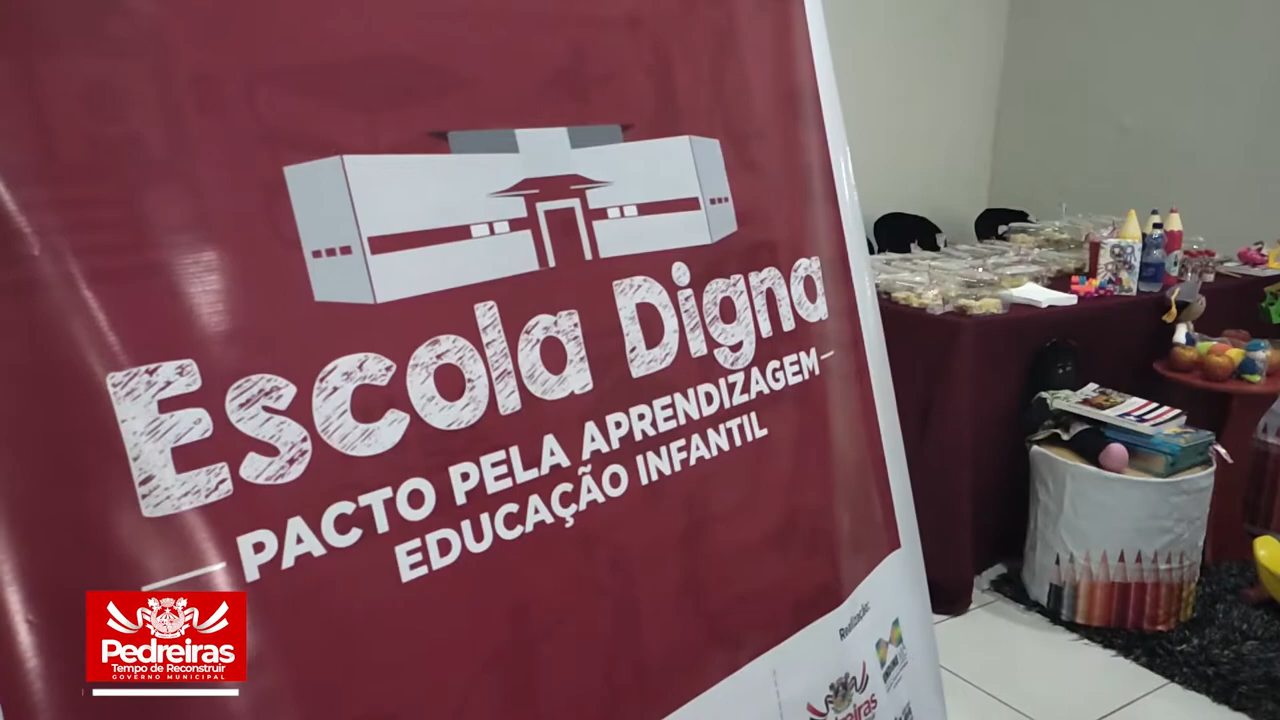 Escola Digna
PACTO PELA APRENDIZAGEM
EDUCAÇÃO INFANTIL
Realização:
Pedreiras
Tempo de Reconstruir
GOVERNO MUNICIPAL